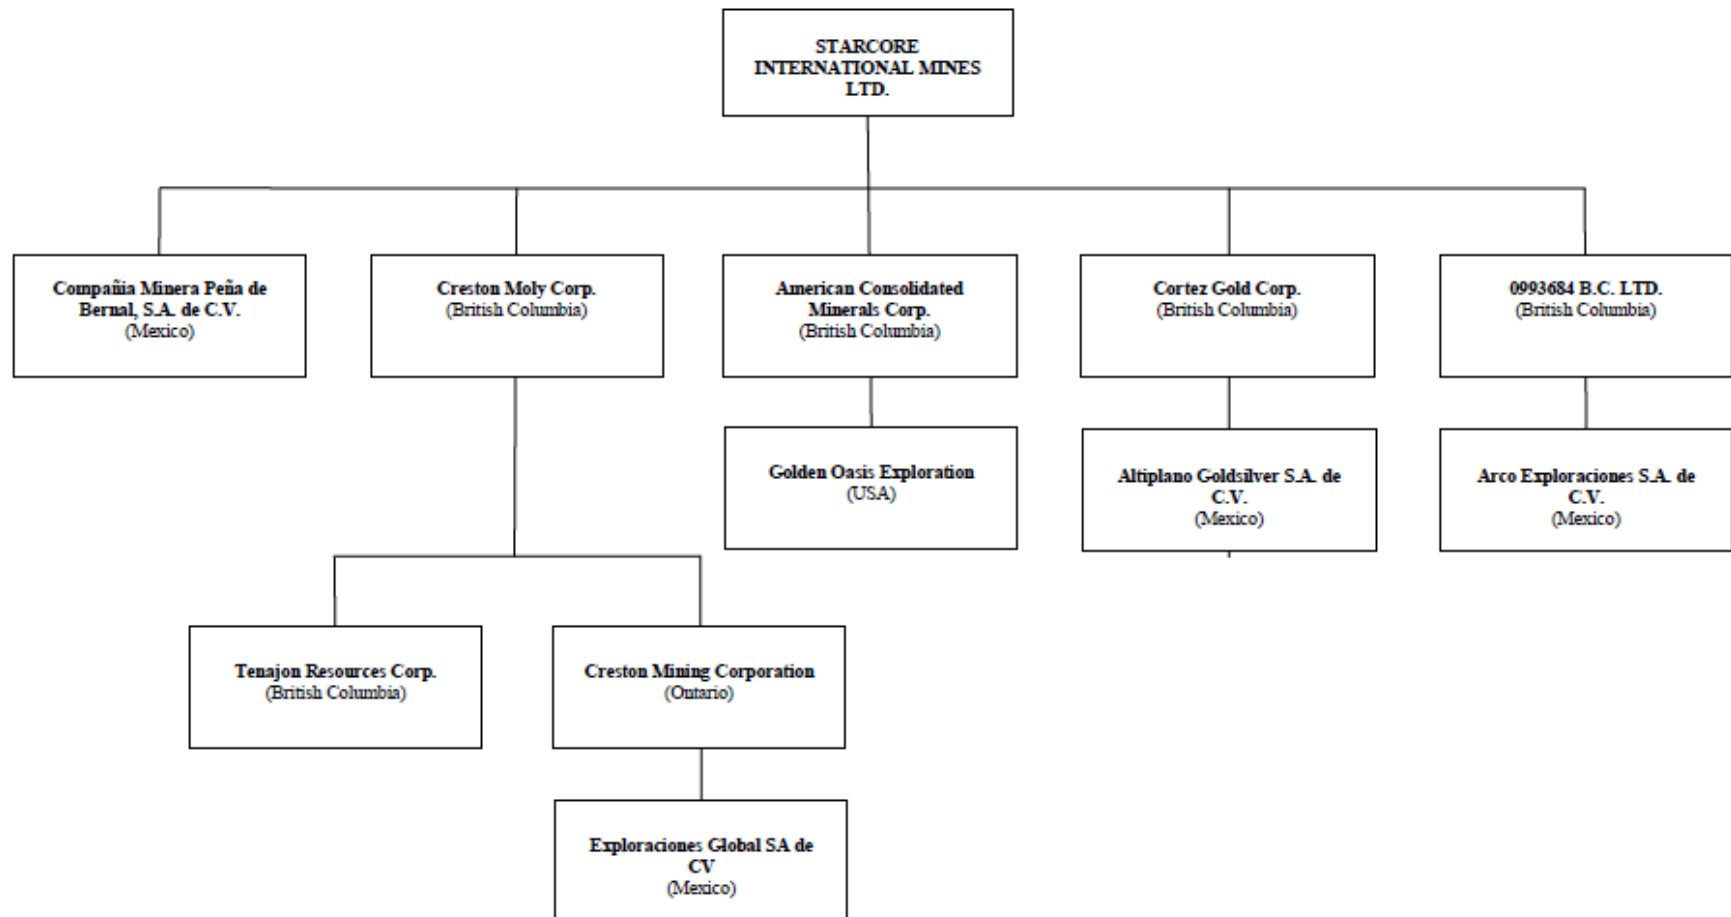 STARCORE
INTERNATIONAL MINES
LTD.
Compañia Minera Peña de
Bernal, S.A. de C.V.
(Mexico)
Creston Moly Corp.
(British Columbia)
American Consolidated
Minerals Corp.
(British Columbia)
Cortez Gold Corp.
(British Columbia)
0993684 B.C. LTD.
(British Columbia)
Golden Oasis Exploration
(USA)
Altiplano Goldsilver S.A. de
C.V.
(Mexico)
Arco Exploraciones S.A. de
C.V.
(Mexico)
Tenajon Resources Corp.
(British Columbia)
Creston Mining Corporation
(Ontario)
Exploraciones Global SA de
CV
(Mexico)